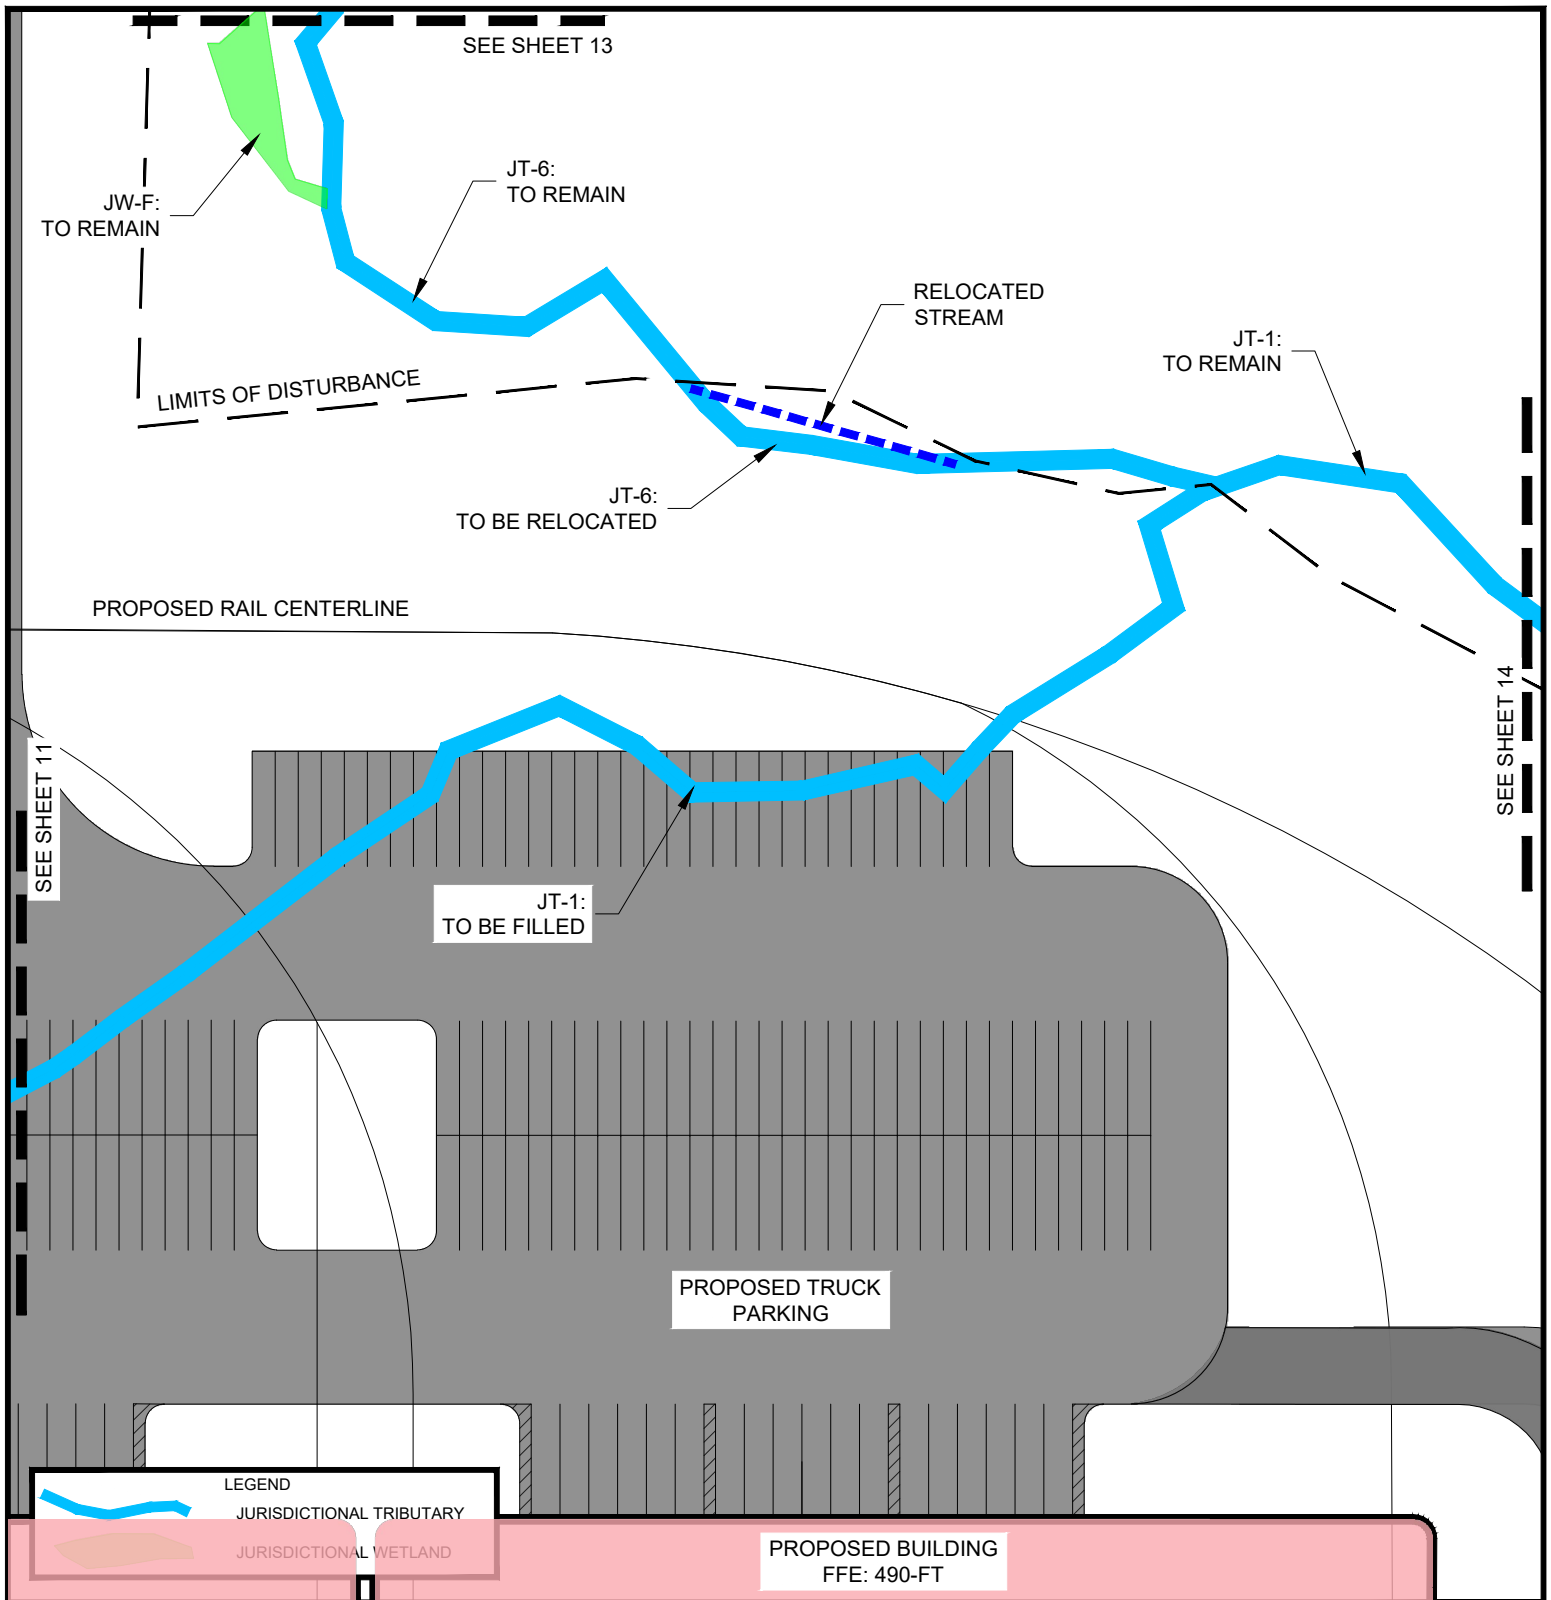 SEE SHEET 13
JT-6:
TO REMAIN
JW-F:
TO REMAIN
RELOCATED
STREAM
JT-1:
TO REMAIN
LIMITS OF DISTURBANCE
JT-6:
TO BE RELOCATED
PROPOSED RAIL CENTERLINE
SEE SHEET 14
SEE SHEET 11
JT-1:
TO BE FILLED
PROPOSED TRUCK
PARKING
LEGEND
JURISDICTIONAL TRIBUTARY
JURISDICTIONAL WETLAND
PROPOSED BUILDING
FFE: 490-FT